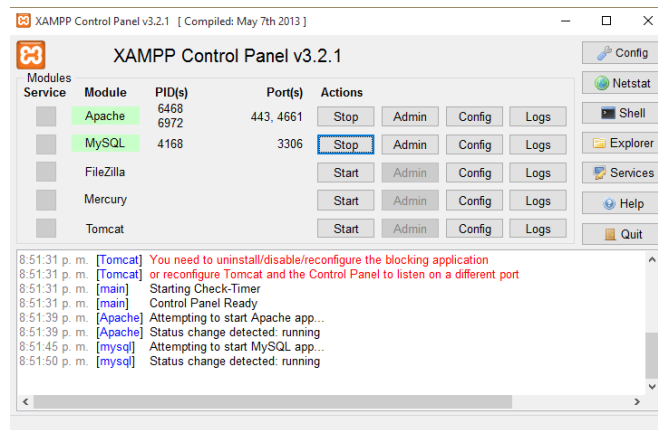 XAMPP Control Panel v3.2.1 [ Compiled: May 7th 2013 ]
XAMPP Control Panel v3.2.1
Config
Modules
Service Module PID(s) Port(s) Actions
Netstat
Apache 6468 6972 443, 4661 Stop Admin Config Logs
Shell
MySQL 4168 3306 Stop Admin Config Logs
Explorer
FileZilla Start Admin Config Logs
Services
Mercury Start Admin Config Logs
Help
Tomcat Start Admin Config Logs
Quit
8:51:31 p. m. [Tomcat] You need to uninstall/disable/reconfigure the blocking application
8:51:31 p. m. [Tomcat] or reconfigure Tomcat and the Control Panel to listen on a different port
8:51:31 p. m. [main] Starting Check-Timer
8:51:31 p. m. [main] Control Panel Ready
8:51:39 p. m. [Apache] Attempting to start Apache app...
8:51:39 p. m. [Apache] Status change detected: running
8:51:45 p. m. [mysql] Attempting to start MySQL app...
8:51:50 p. m. [mysql] Status change detected: running